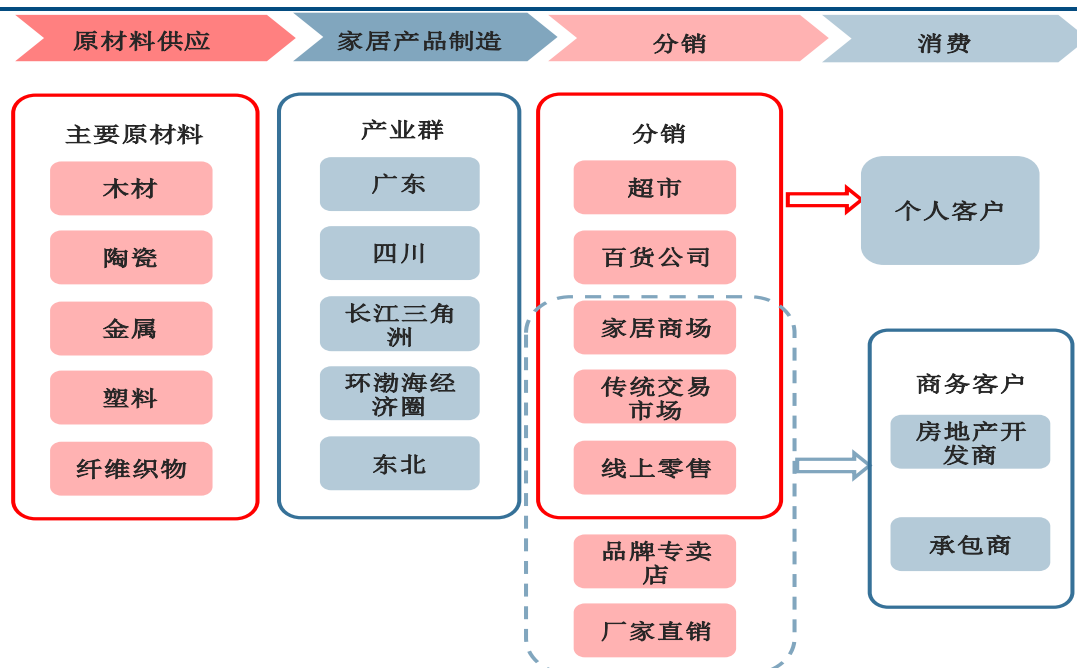 原材料供应
家居产品制造
分销
消费
主要原材料
木材
陶瓷
金属
塑料
纤维织物
产业群
广东
四川
长江三角
洲
环渤海经
济圈
东北
分销
超市
百货公司
家居商场
传统交易
市场
线上零售
品牌专卖
店
厂家直销
个人客户
商务客户
房地产开
发商
承包商